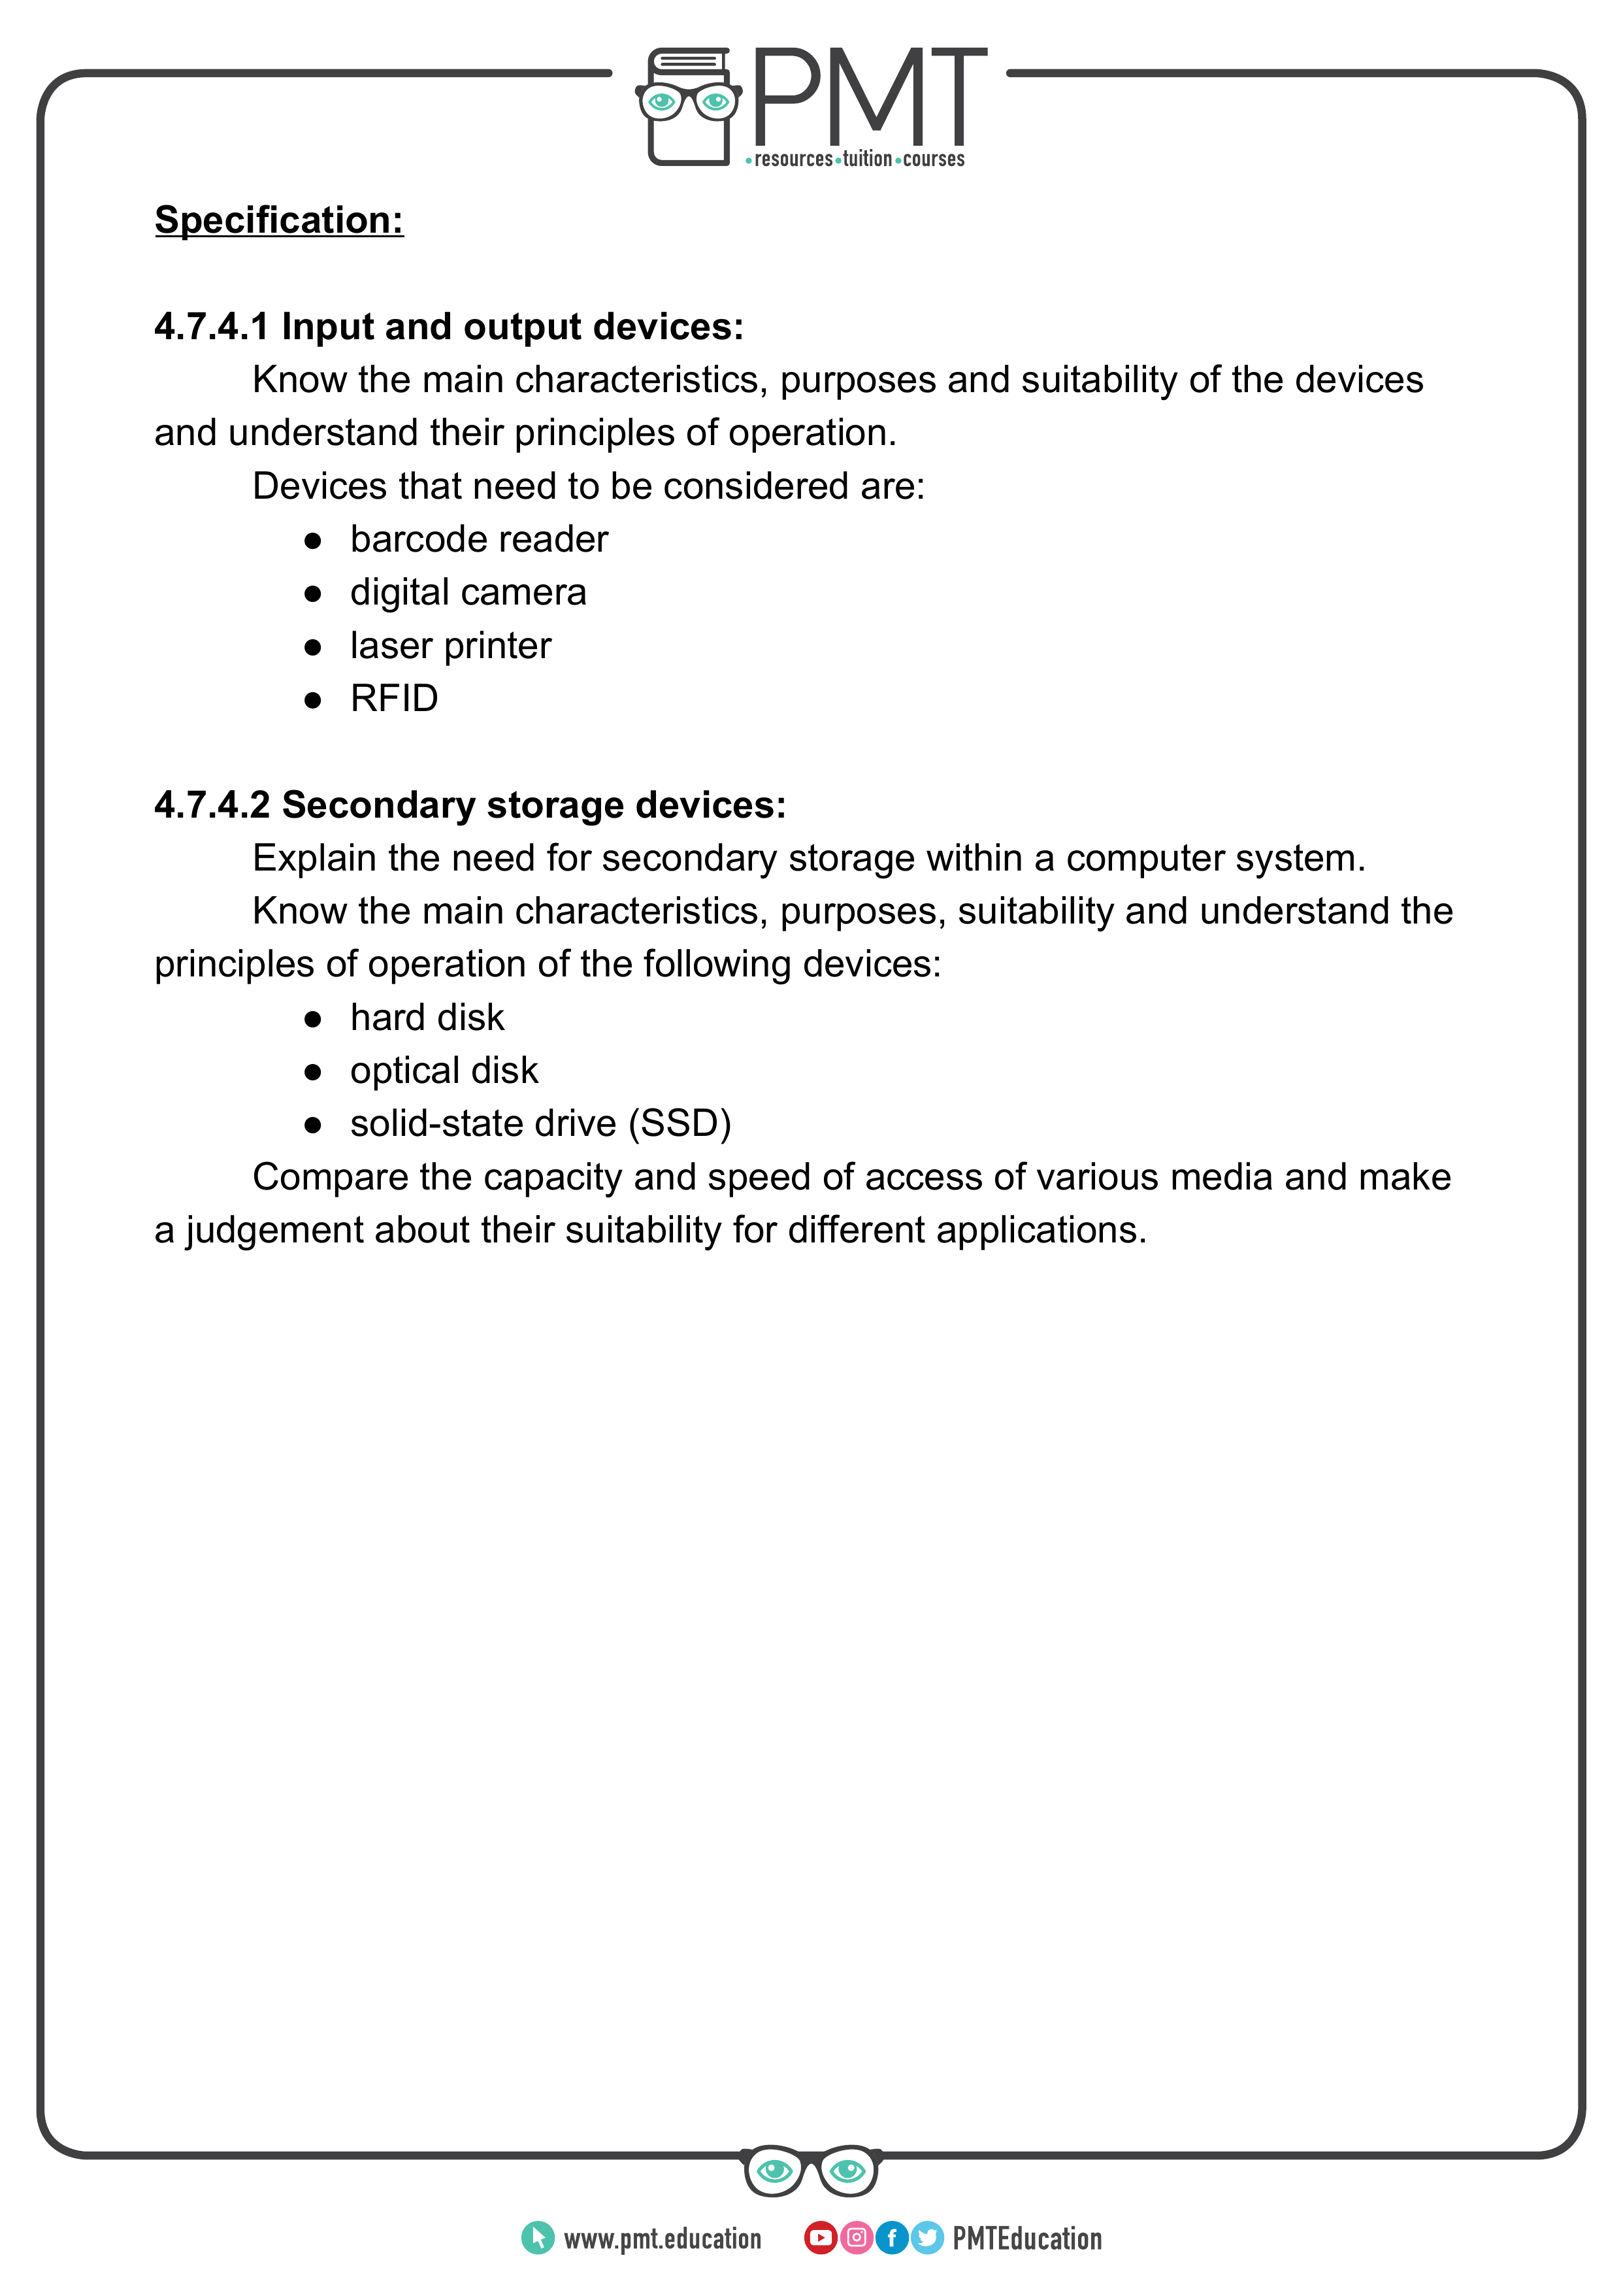 PMT
•resources•tuition•courses
Specification:
4.7.4.1 Input and output devices:
Know the main characteristics, purposes and suitability of the devices
and understand their principles of operation.
Devices that need to be considered are:
● barcode reader
● digital camera
● laser printer
● RFID
4.7.4.2 Secondary storage devices:
Explain the need for secondary storage within a computer system.
Know the main characteristics, purposes, suitability and understand the
principles of operation of the following devices:
● hard disk
● optical disk
● solid-state drive (SSD)
Compare the capacity and speed of access of various media and make
a judgement about their suitability for different applications.
www.pmt.education PMTEducation